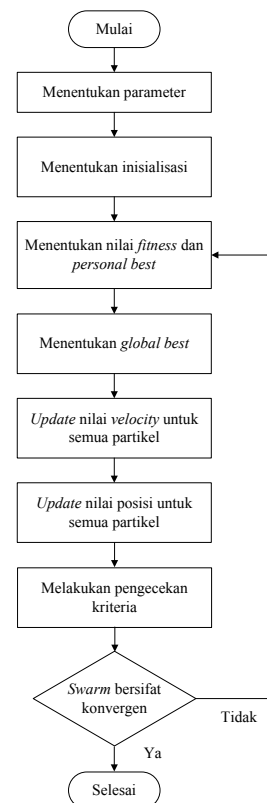 Mulai
Menentukan parameter
Menentukan inisialisasi
Menentukan nilai fitness dan
personal best
Menentukan global best
Update nilai velocity untuk
semua partikel
Update nilai posisi untuk
semua partikel
Melakukan pengecekan
kriteria
Swarm bersifat
konvergen
Tidak
Ya
Selesai